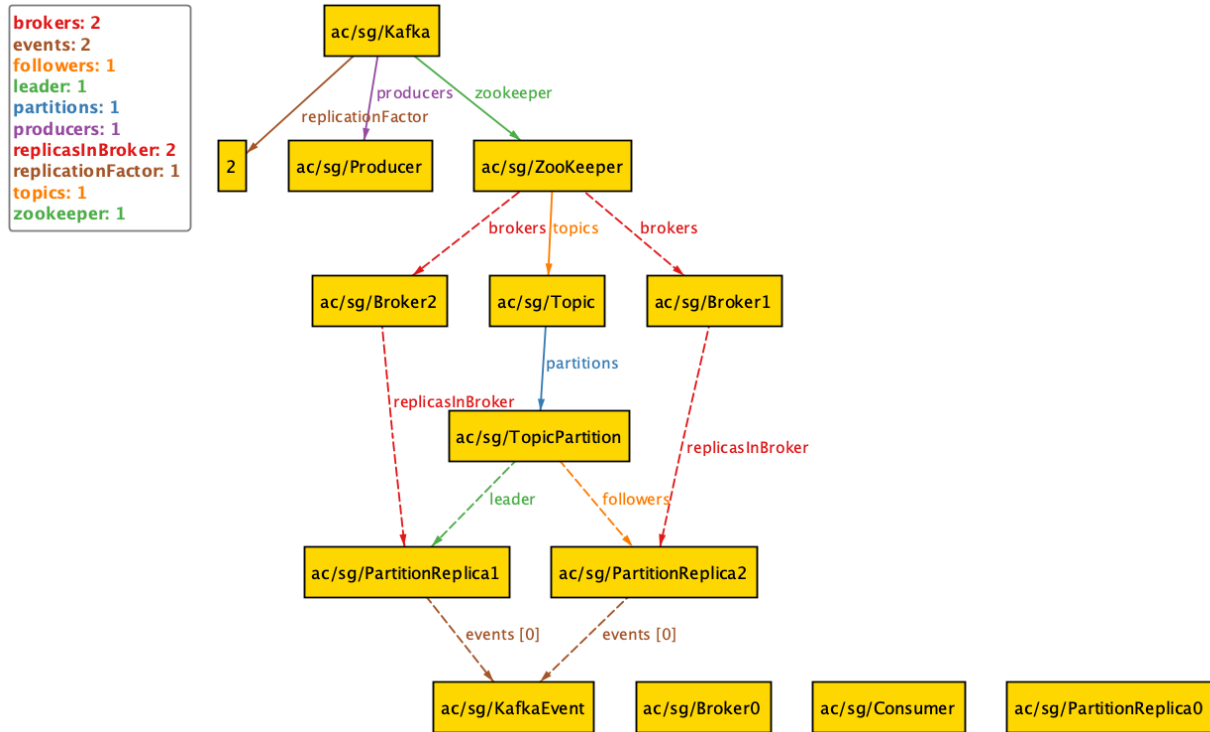 brokers: 2
events: 2
followers: 1
leader: 1
partitions: 1
producers: 1
replicasInBroker: 2
replicationFactor: 1
topics: 1
zookeeper: 1
ac/sg/Kafka
producers
zookeeper
replicationFactor
2
ac/sg/Producer
ac/sg/ZooKeeper
brokers
topics
brokers
ac/sg/Broker2
ac/sg/Topic
ac/sg/Broker1
partitions
replicasInBroker
ac/sg/TopicPartition
replicasInBroker
leader
followers
ac/sg/PartitionReplica1
ac/sg/PartitionReplica2
events [0]
events [0]
ac/sg/KafkaEvent
ac/sg/Broker0
ac/sg/Consumer
ac/sg/PartitionReplica0